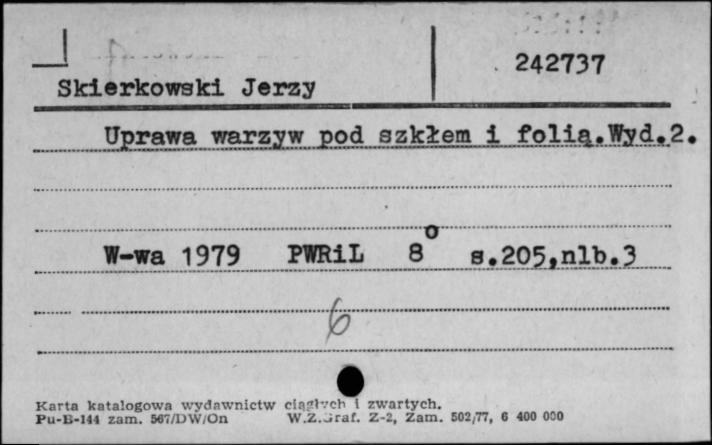 242737
Skierkowski Jerzy
Uprawa warzyw pod szkłem i folią.Wyd.2.
W-wa 1979 PWRiL 8° s.205,nlb.3
6
Karta katalogowa wydawnictw ciągłych i zwartych.
Pu-B-144 zam. 567/DW/On W.Z.Graf. Z-2, Zam. 502/77, 6 400 000